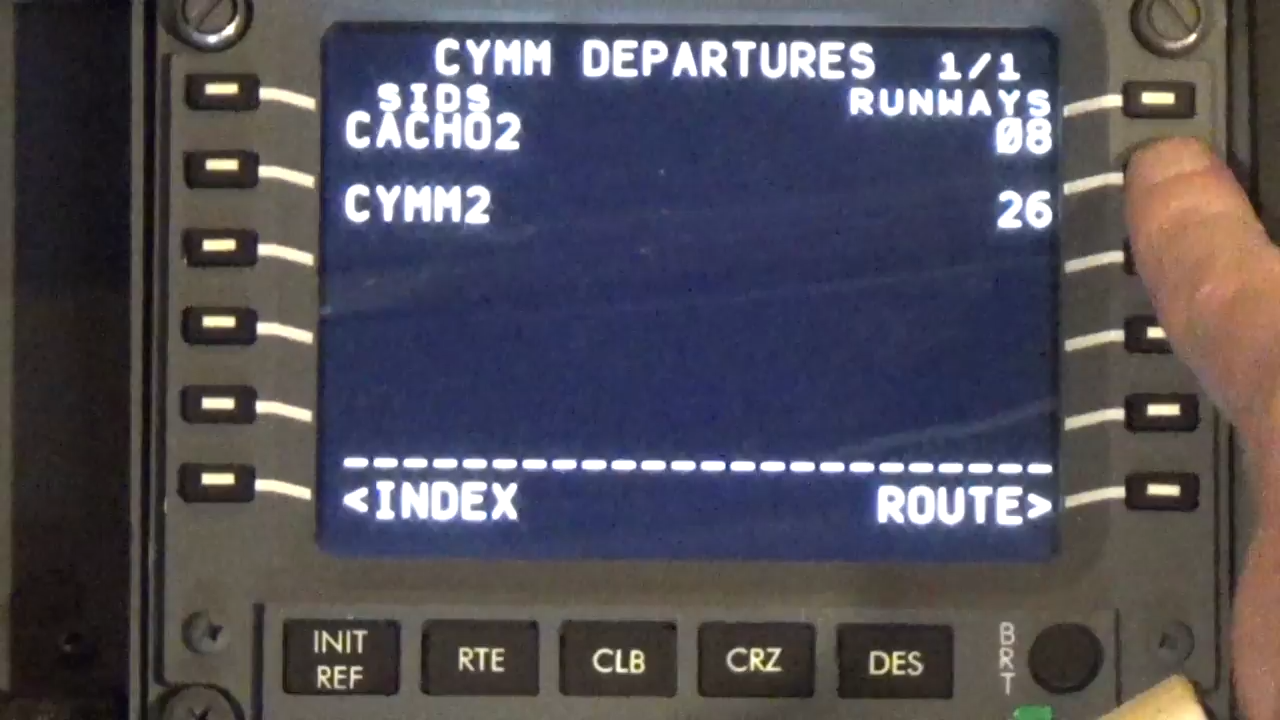 CYMM DEPARTURES 1/1
SIDS RUNWAYS
CACHO2 08
CYMM2 26
<INDEX ROUTE>
INIT REF RTE CLB CRZ DES BRT